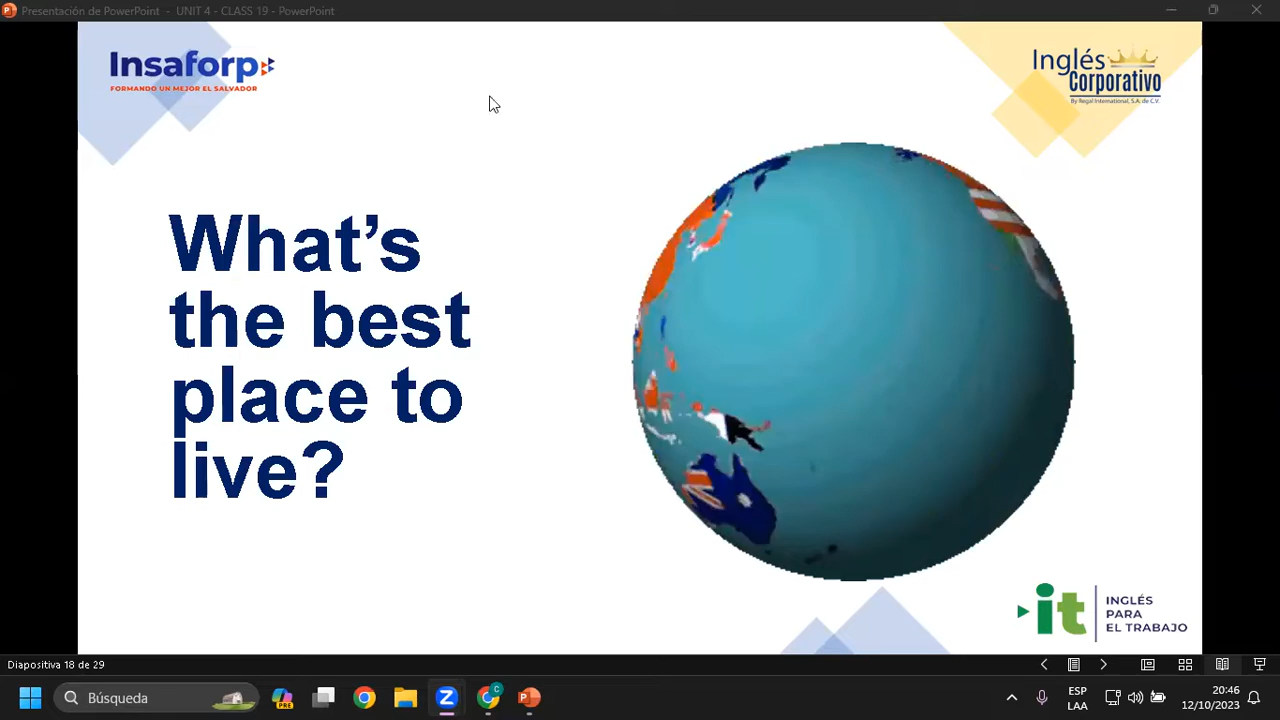 Presentación de PowerPoint - UNIT 4 - CLASS 19 - PowerPoint
Insaforp
FORMANDO UN MEJOR EL SALVADOR
Inglés
Corporativo
By Regal International, S.A. de C.V.
What's
the best
place to
live?
it
INGLÉS
PARA
EL TRABAJO
Diapositiva 18 de 29
Búsqueda
PRE
C
ESP
LAA
20:46
12/10/2023